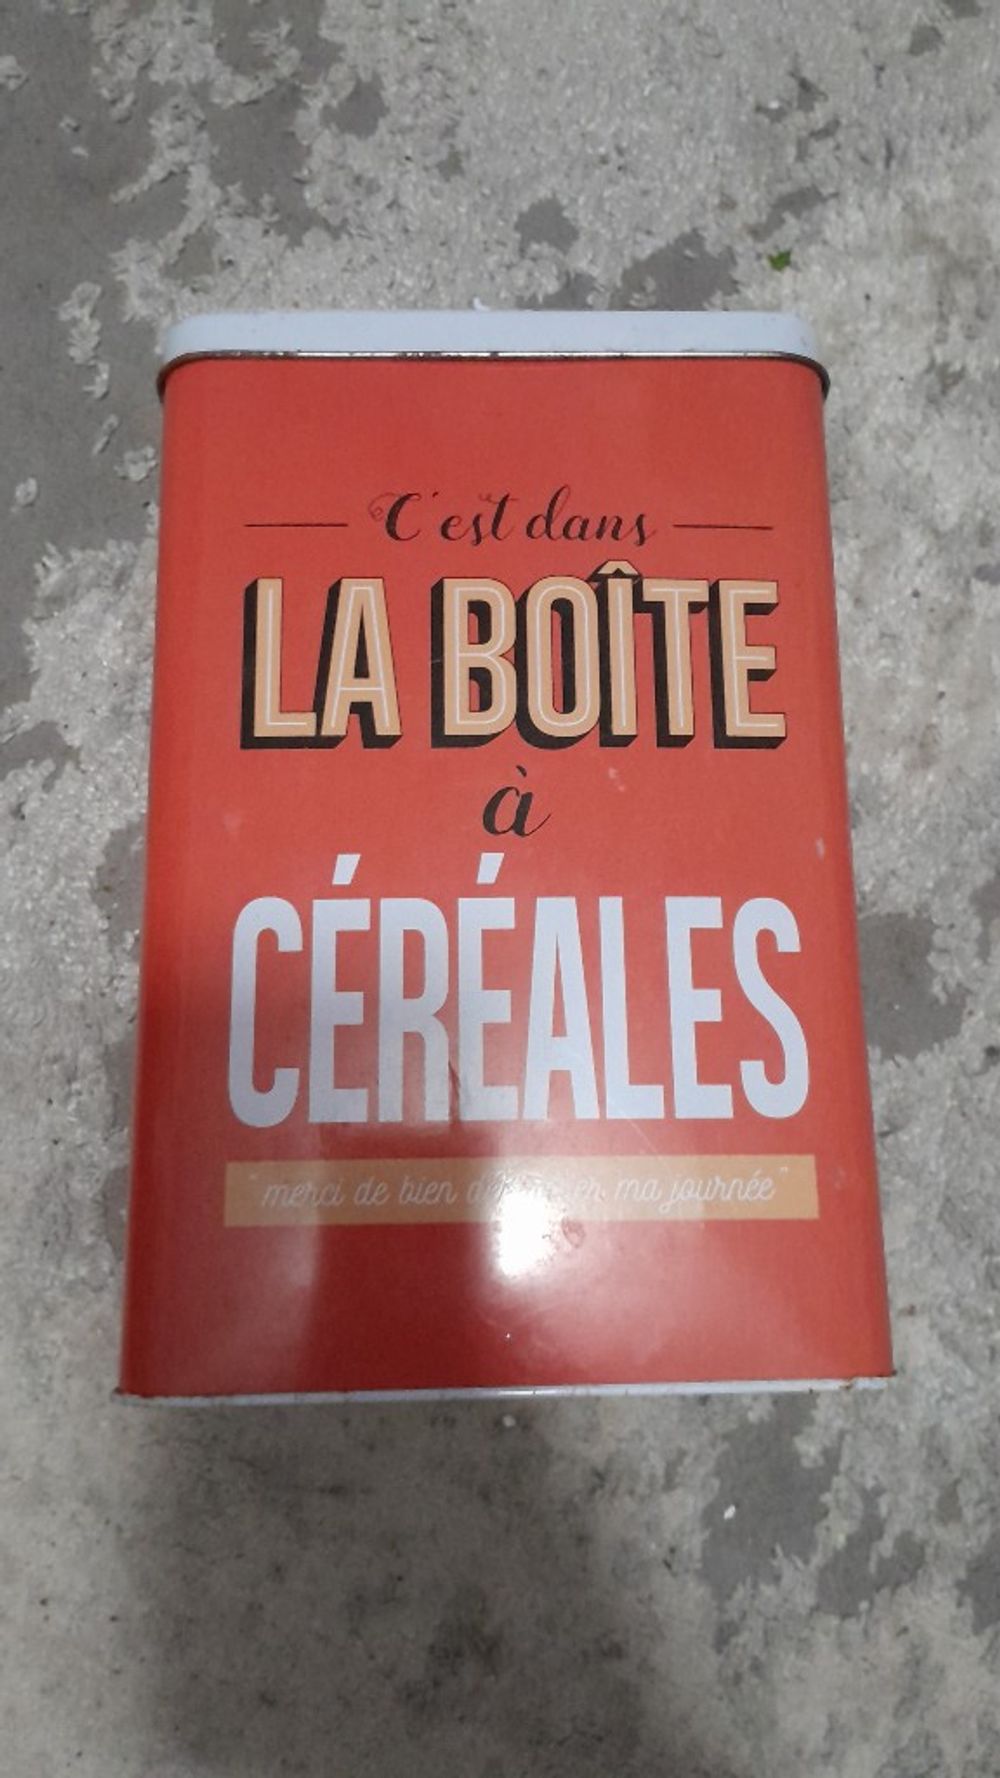 C'est dans
LA BOÎTE
à
CÉRÉALES
"merci de bien ma journée"